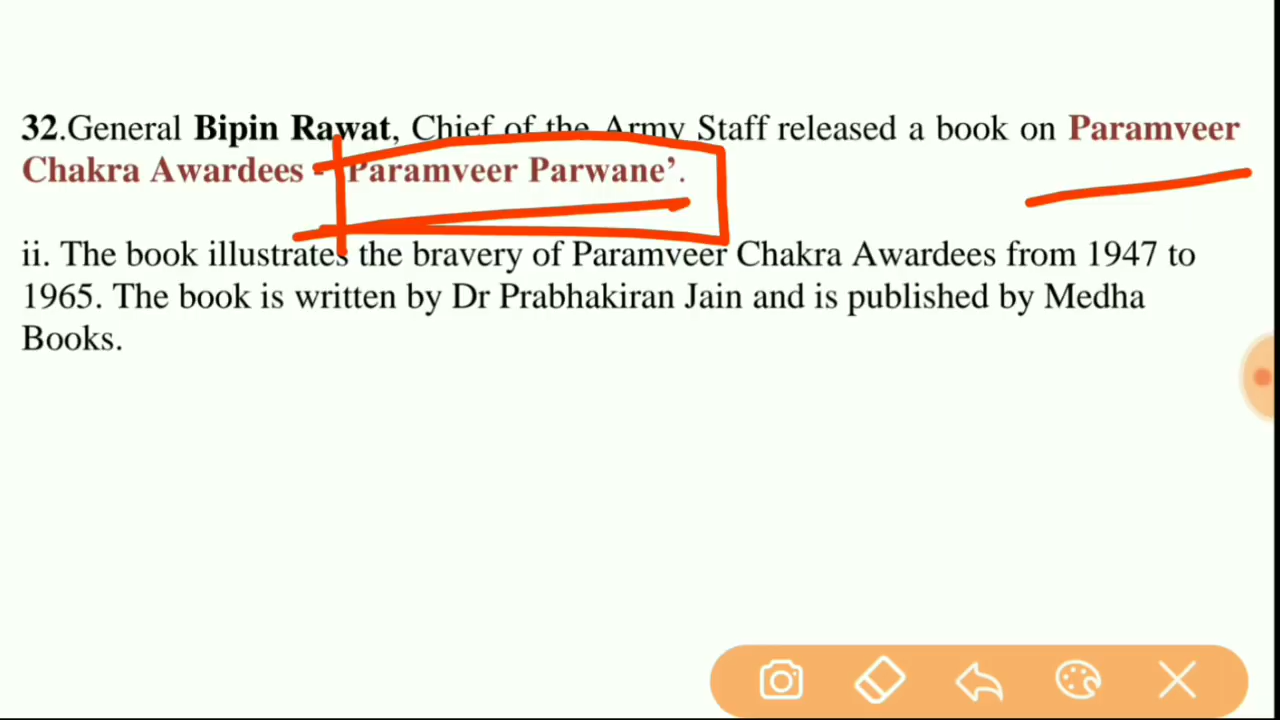 32.General Bipin Rawat, Chief of the Army Staff released a book on Paramveer
Chakra Awardees - 'Paramveer Parwane’.
ii. The book illustrates the bravery of Paramveer Chakra Awardees from 1947 to
1965. The book is written by Dr Prabhakiran Jain and is published by Medha
Books.